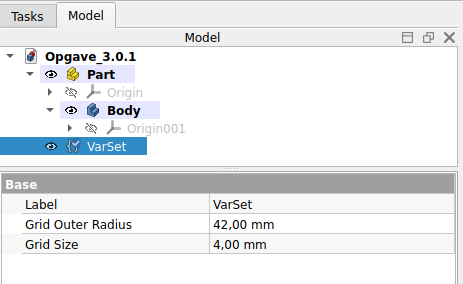 Tasks
Model
Model
Opgave_3.0.1
Part
Origin
Body
Origin001
VarSet
Base
Label VarSet
Grid Outer Radius 42,00 mm
Grid Size 4,00 mm